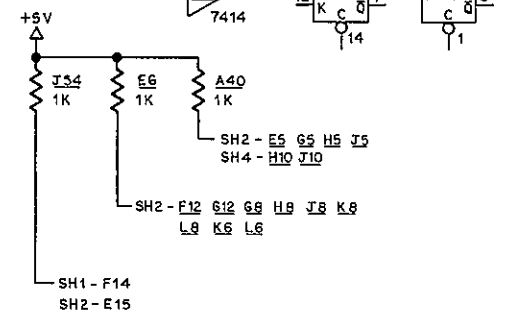 7414
K
C
Q
14
C
Q
1
+5V
J54
1K
E6
1K
A40
1K
SH2 - E5 G5 H5 J5
SH4 - H10 J10
SH2 - F12 G12 G8 H8 J8 K8
L8 K6 L6
SH1 - F14
SH2 - E15